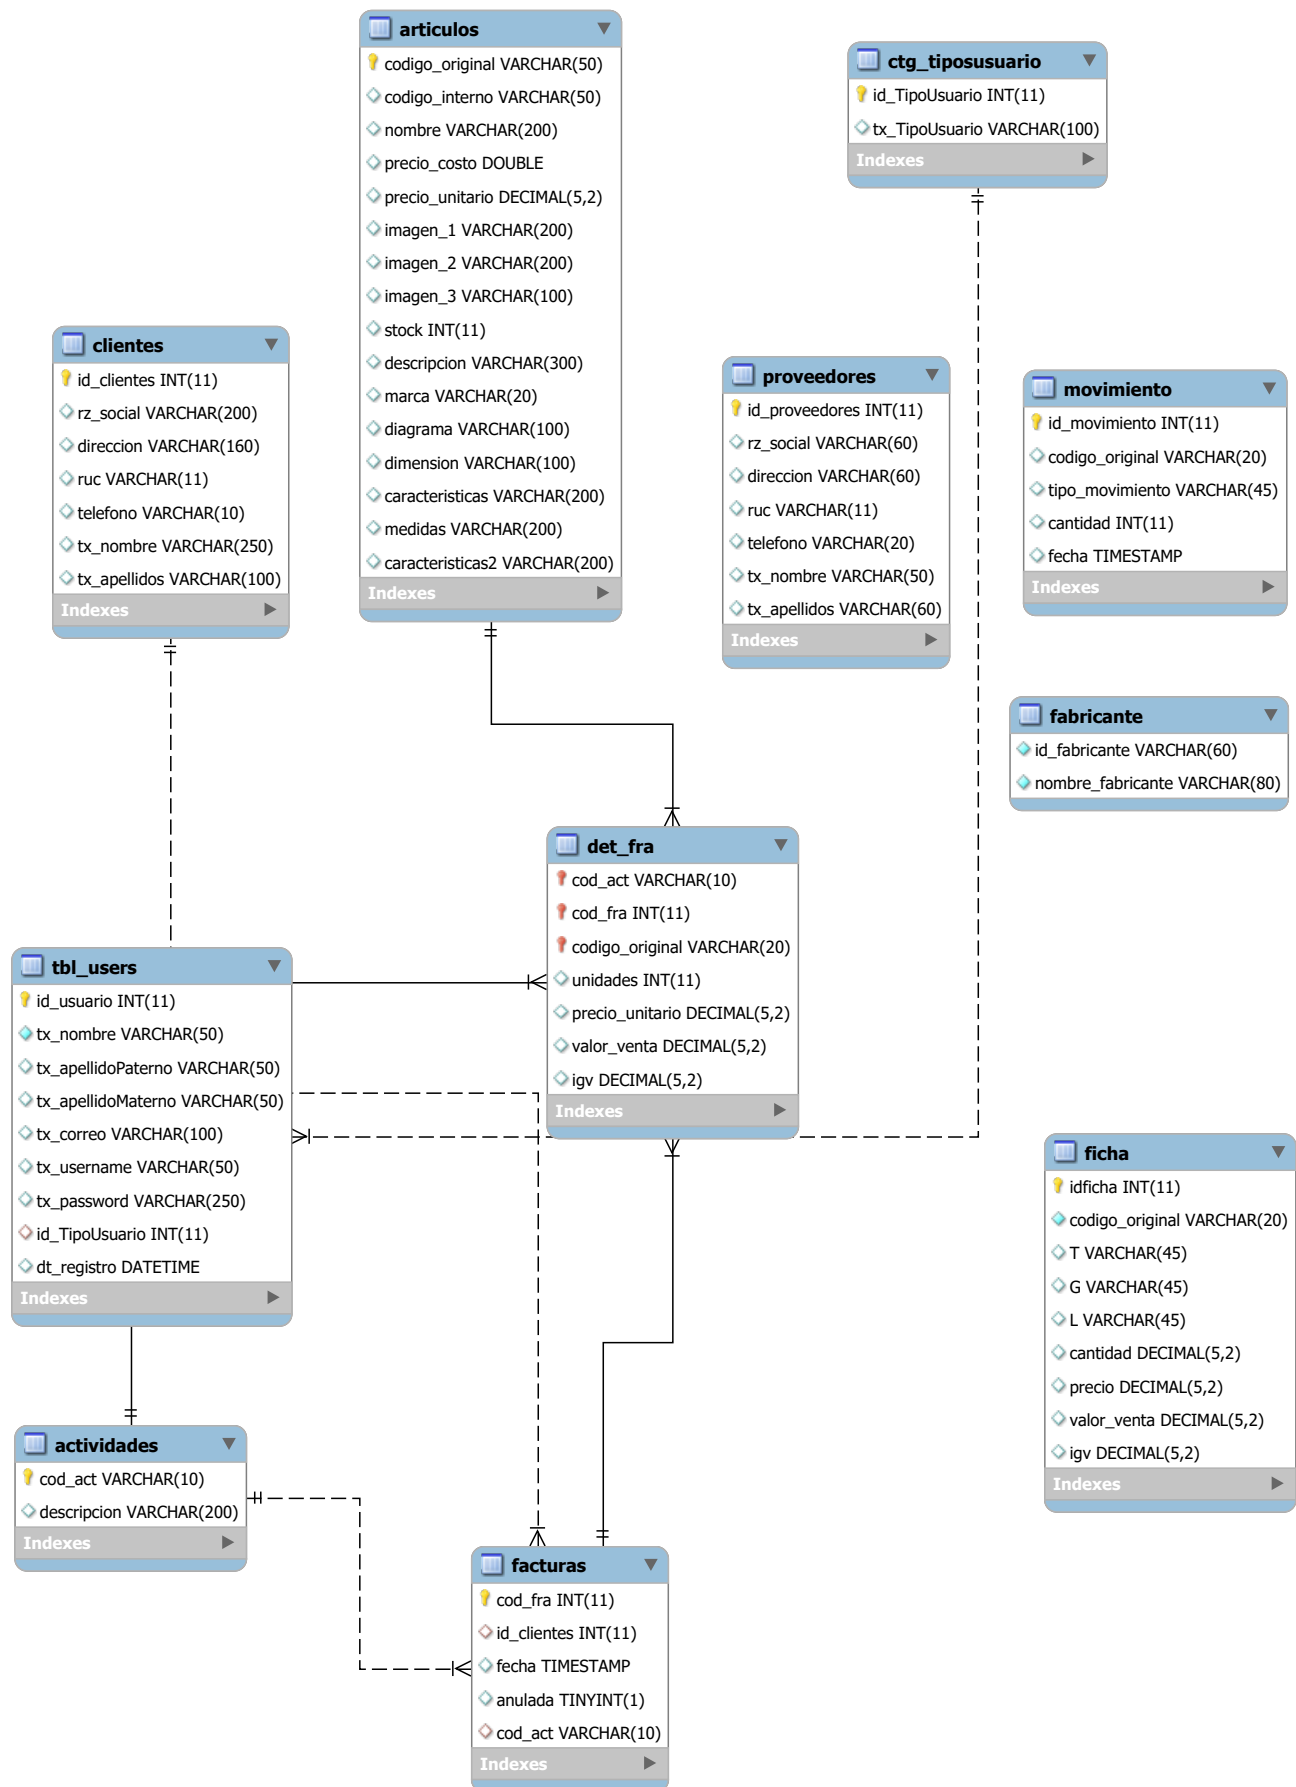 articulos
codigo_original VARCHAR(50)
codigo_interno VARCHAR(50)
nombre VARCHAR(200)
precio_costo DOUBLE
precio_unitario DECIMAL(5,2)
imagen_1 VARCHAR(200)
imagen_2 VARCHAR(200)
imagen_3 VARCHAR(100)
stock INT(11)
descripcion VARCHAR(300)
marca VARCHAR(20)
diagrama VARCHAR(100)
dimension VARCHAR(100)
caracteristicas VARCHAR(200)
medidas VARCHAR(200)
caracteristicas2 VARCHAR(200)
Indexes
ctg_tiposusuario
id_TipoUsuario INT(11)
tx_TipoUsuario VARCHAR(100)
Indexes
clientes
id_clientes INT(11)
rz_social VARCHAR(200)
direccion VARCHAR(160)
ruc VARCHAR(11)
telefono VARCHAR(10)
tx_nombre VARCHAR(250)
tx_apellidos VARCHAR(100)
Indexes
proveedores
id_proveedores INT(11)
rz_social VARCHAR(60)
direccion VARCHAR(60)
ruc VARCHAR(11)
telefono VARCHAR(20)
tx_nombre VARCHAR(50)
tx_apellidos VARCHAR(60)
Indexes
movimiento
id_movimiento INT(11)
codigo_original VARCHAR(20)
tipo_movimiento VARCHAR(45)
cantidad INT(11)
fecha TIMESTAMP
Indexes
fabricante
id_fabricante VARCHAR(60)
nombre_fabricante VARCHAR(80)
det_fra
cod_act VARCHAR(10)
cod_fra INT(11)
codigo_original VARCHAR(20)
unidades INT(11)
precio_unitario DECIMAL(5,2)
valor_venta DECIMAL(5,2)
igv DECIMAL(5,2)
Indexes
tbl_users
id_usuario INT(11)
tx_nombre VARCHAR(50)
tx_apellidoPaterno VARCHAR(50)
tx_apellidoMaterno VARCHAR(50)
tx_correo VARCHAR(100)
tx_username VARCHAR(50)
tx_password VARCHAR(250)
id_TipoUsuario INT(11)
dt_registro DATETIME
Indexes
ficha
idficha INT(11)
codigo_original VARCHAR(20)
T VARCHAR(45)
G VARCHAR(45)
L VARCHAR(45)
cantidad DECIMAL(5,2)
precio DECIMAL(5,2)
valor_venta DECIMAL(5,2)
igv DECIMAL(5,2)
Indexes
actividades
cod_act VARCHAR(10)
descripcion VARCHAR(200)
Indexes
facturas
cod_fra INT(11)
id_clientes INT(11)
fecha TIMESTAMP
anulada TINYINT(1)
cod_act VARCHAR(10)
Indexes